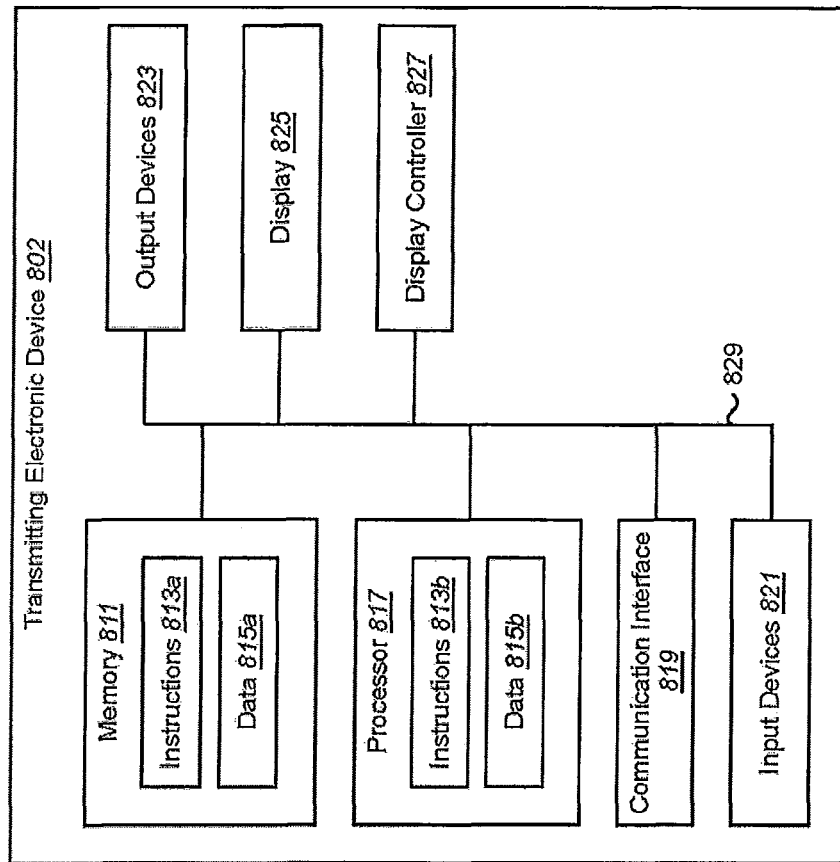 Transmitting Electronic Device 802
Memory 811
Instructions 813a
Data 815a
Processor 817
Instructions 813b
Data 815b
Communication Interface
819
Input Devices 821
Output Devices 823
Display 825
Display Controller 827
829